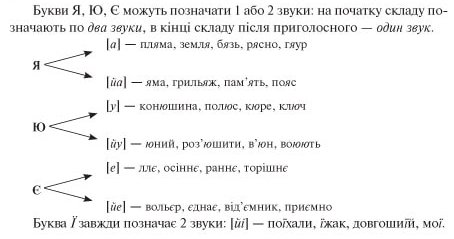 Букви Я, Ю, Є можуть позначати 1 або 2 звуки: на початку складу по-
значають по два звуки, в кінці складу після приголосного — один звук.
[а] — пляма, земля, бязь, рясно, гяур
Я
[йа] — яма, грильяж, пам’ять, пояс
[у] — конюшина, полюс, кюре, ключ
Ю
[йу] — юний, роз’юшити, в’юн, воюють
[е] — ллє, осіннє, раннє, торішнє
Є
[йе] — вольєр, єднає, від’ємник, приємно
Буква Ї завжди позначає 2 звуки: [йі] — поїхали, їжак, довгошиїй, мої.